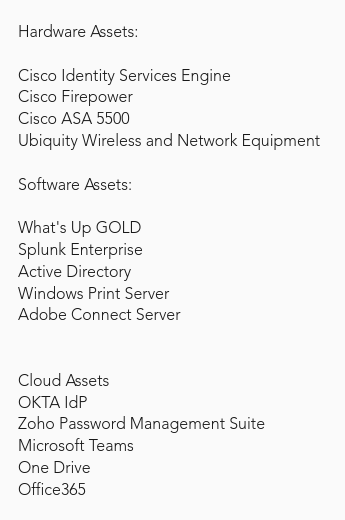 Hardware Assets:
Cisco Identity Services Engine
Cisco Firepower
Cisco ASA 5500
Ubiquity Wireless and Network Equipment
Software Assets:
What's Up GOLD
Splunk Enterprise
Active Directory
Windows Print Server
Adobe Connect Server
Cloud Assets
OKTA IdP
Zoho Password Management Suite
Microsoft Teams
One Drive
Office365